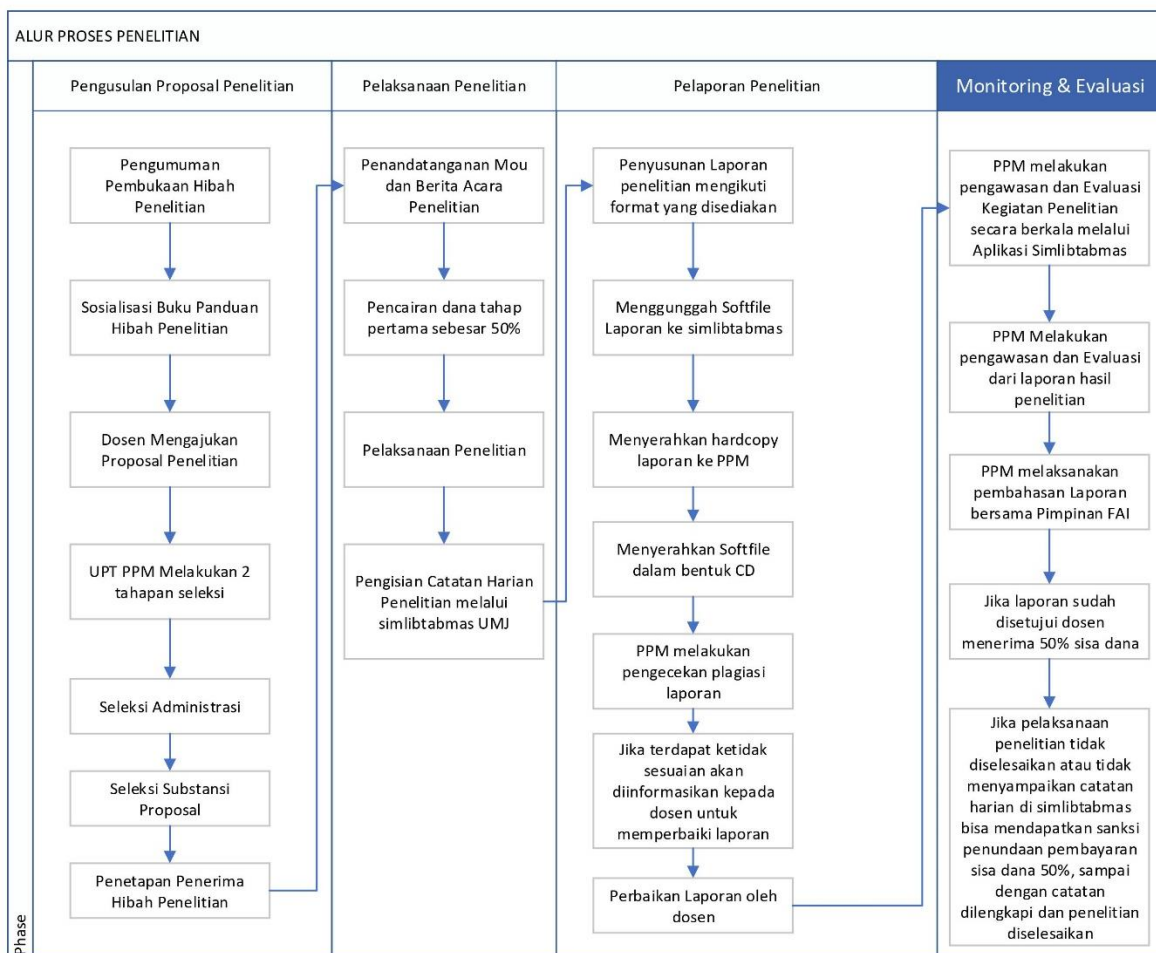 ALUR PROSES PENELITIAN
Phase
Pengusulan Proposal Penelitian
Pengumuman
Pembukaan Hibah
Penelitian
Sosialisasi Buku Panduan
Hibah Penelitian
Dosen Mengajukan
Proposal Penelitian
UPT PPM Melakukan 2
tahapan seleksi
Seleksi Administrasi
Seleksi Substansi
Proposal
Penetapan Penerima
Hibah Penelitian
Pelaksanaan Penelitian
Penandatanganan Mou
dan Berita Acara
Penelitian
Pencairan dana tahap
pertama sebesar 50%
Pelaksanaan Penelitian
Pengisian Catatan Harian
Penelitian melalui
simlibtabmas UMJ
Pelaporan Penelitian
Penyusunan Laporan
penelitian mengikuti
format yang disediakan
Menggunggah Softfile
Laporan ke simlibtabmas
Menyerahkan hardcopy
laporan ke PPM
Menyerahkan Softfile
dalam bentuk CD
PPM melakukan
pengecekan plagiasi
laporan
Jika terdapat ketidak
sesuaian akan
diinformasikan kepada
dosen untuk
memperbaiki laporan
Perbaikan Laporan oleh
dosen
Monitoring & Evaluasi
PPM melakukan
pengawasan dan Evaluasi
Kegiatan Penelitian
secara berkala melalui
Aplikasi Simlibtabmas
PPM Melakukan
pengawasan dan Evaluasi
dari laporan hasil
penelitian
PPM melaksanakan
pembahasan Laporan
bersama Pimpinan FAI
Jika laporan sudah
disetujui dosen
menerima 50% sisa dana
Jika pelaksanaan
penelitian tidak
diselesaikan atau tidak
menyampaikan catatan
harian di simlibtabmas
bisa mendapatkan sanksi
penundaan pembayaran
sisa dana 50%, sampai
dengan catatan
dilengkapi dan penelitian
diselesaikan